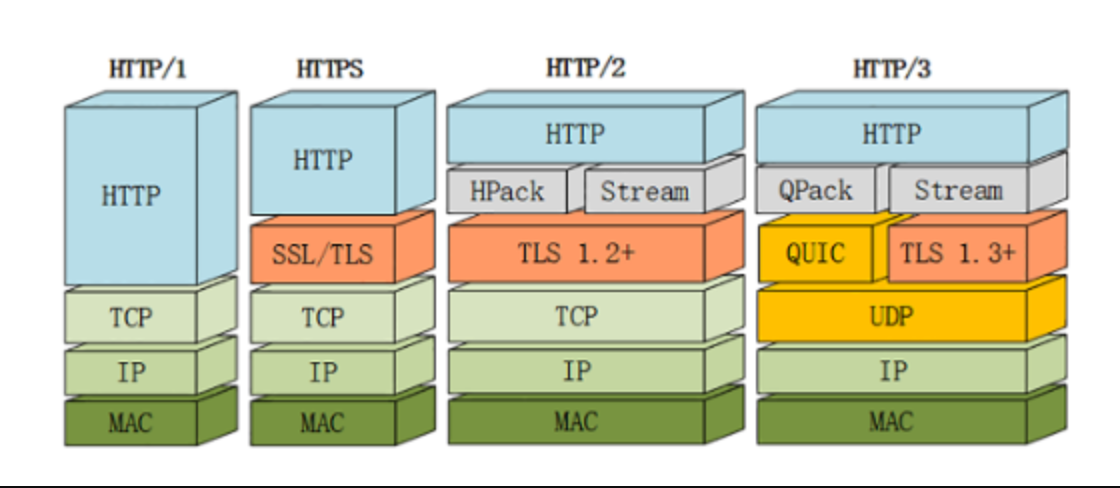 HTTP/1 HTTPS HTTP/2 HTTP/3
HTTP HTTP HTTP HTTP
HPack Stream QPack Stream
SSL/TLS TLS 1.2+ QUIC TLS 1.3+
TCP TCP TCP UDP
IP IP IP IP
MAC MAC MAC MAC